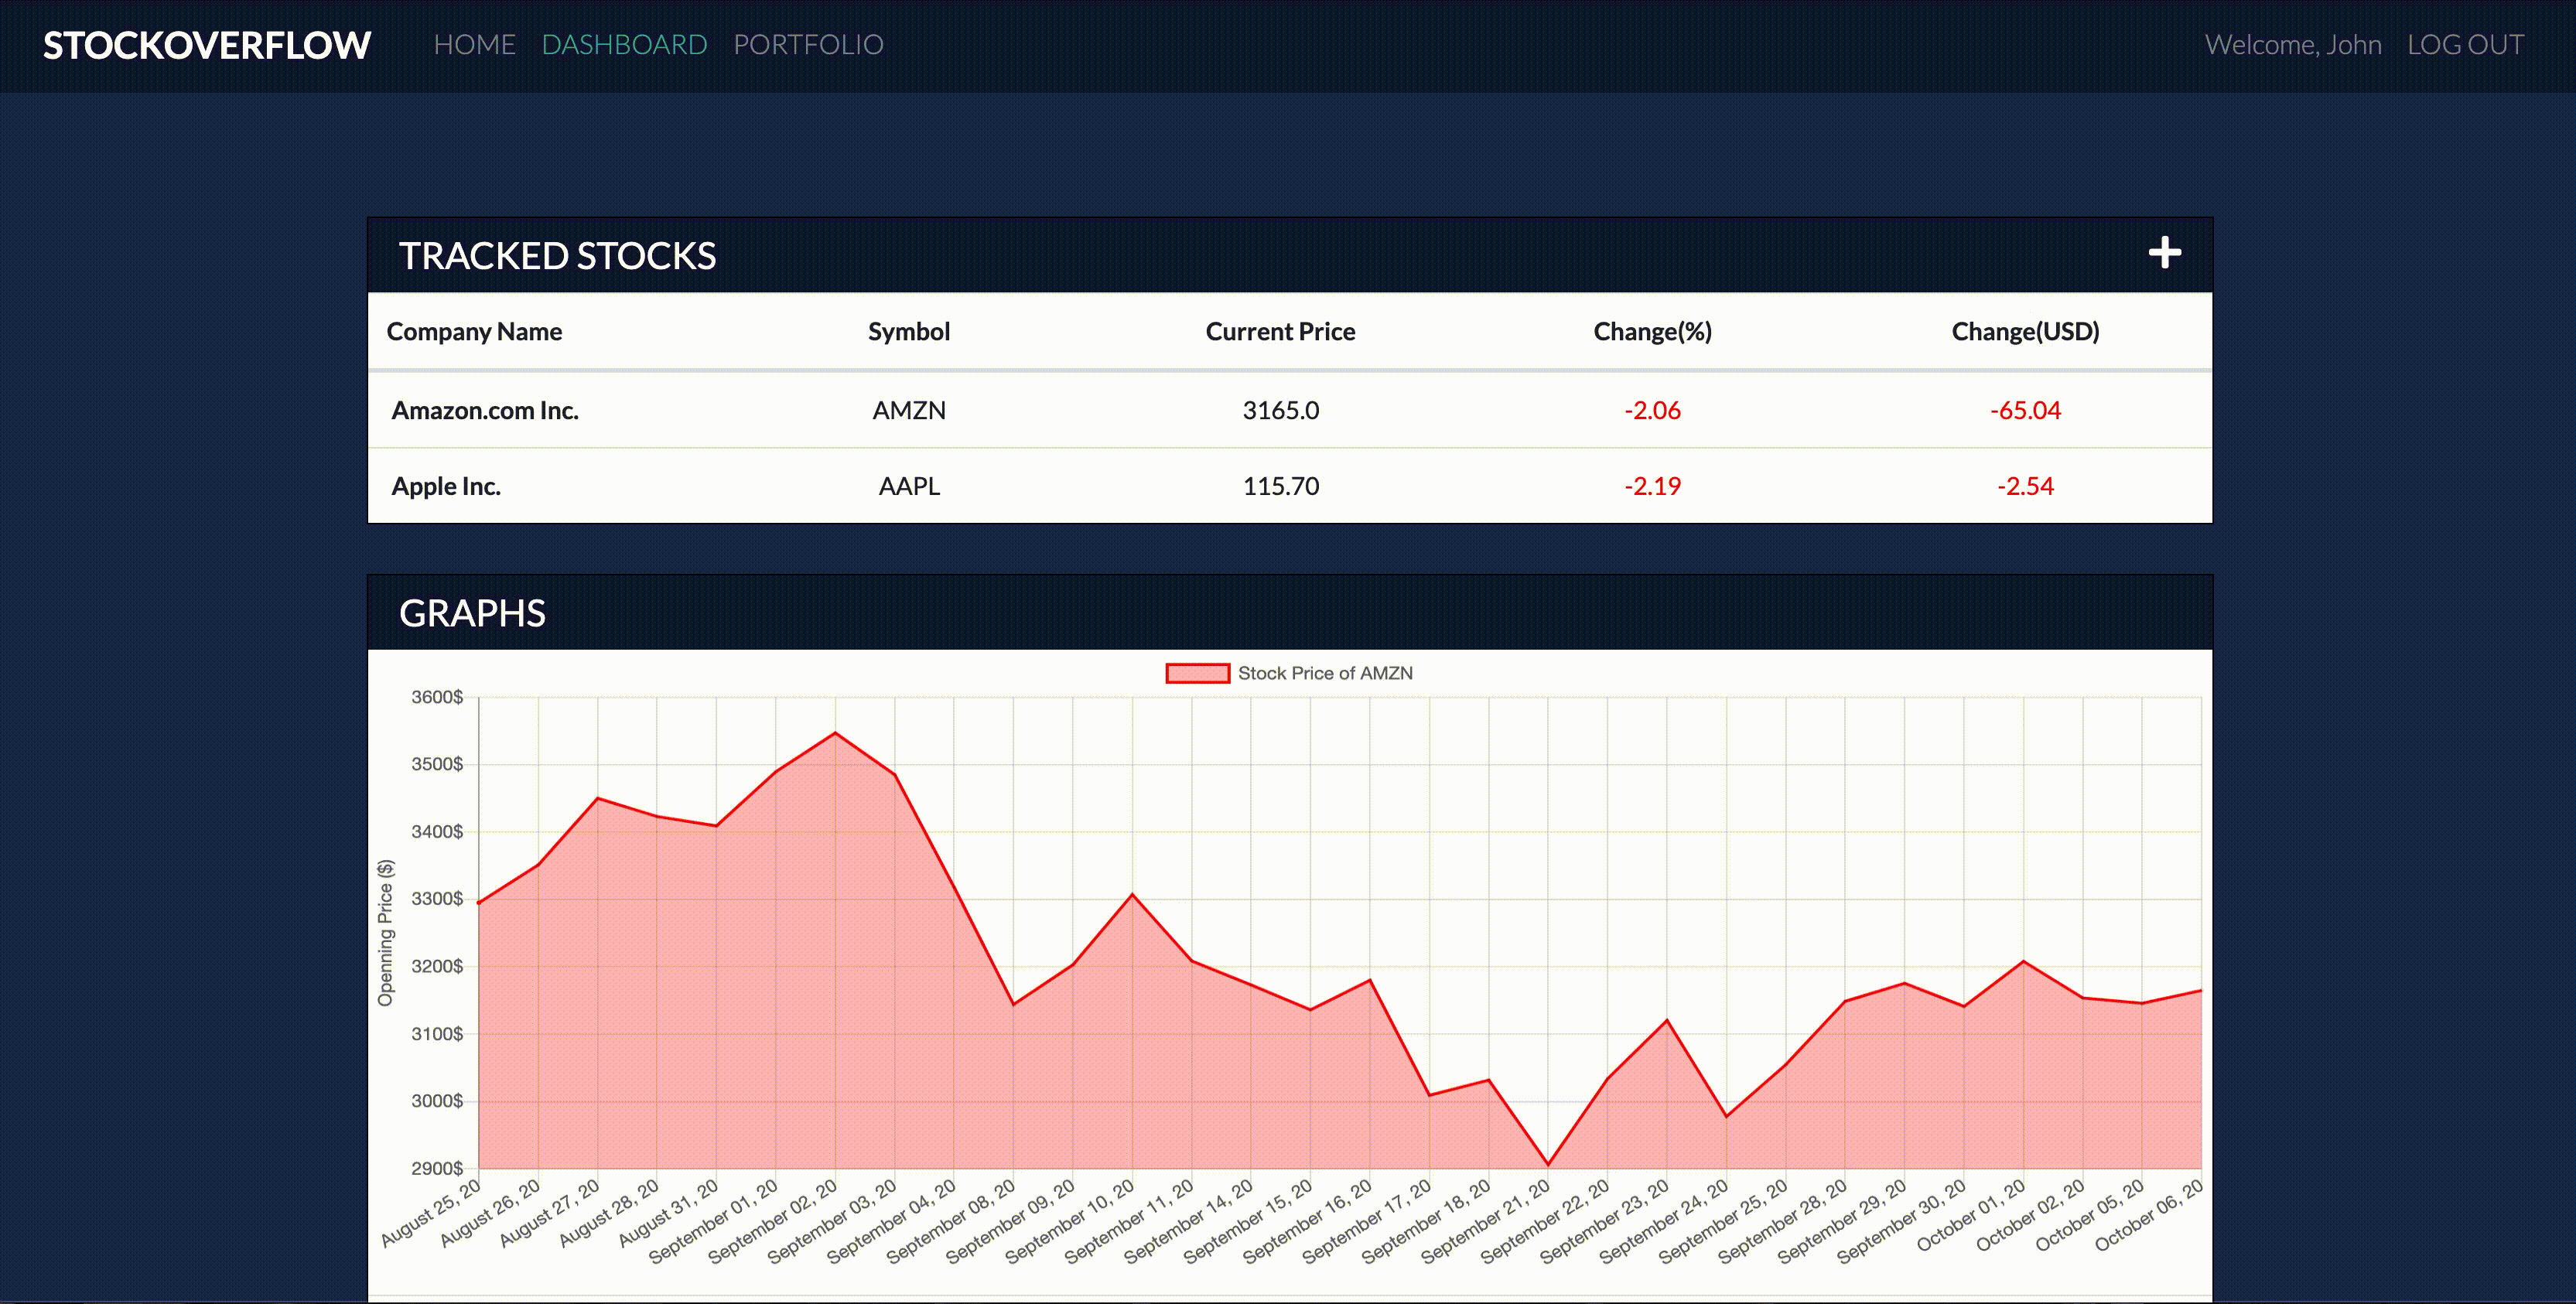 STOCKOVERFLOW HOME DASHBOARD PORTFOLIO Welcome, John LOG OUT
TRACKED STOCKS
Company Name Symbol Current Price Change(%) Change(USD)
Amazon.com Inc. AMZN 3165.0 -2.06 -65.04
Apple Inc. AAPL 115.70 -2.19 -2.54
GRAPHS
Stock Price of AMZN
Openning Price ($)
3600$
3500$
3400$
3300$
3200$
3100$
3000$
2900$
August 25, 20
August 26, 20
August 27, 20
August 28, 20
August 31, 20
September 01, 20
September 02, 20
September 03, 20
September 04, 20
September 08, 20
September 09, 20
September 10, 20
September 11, 20
September 14, 20
September 15, 20
September 16, 20
September 17, 20
September 18, 20
September 21, 20
September 22, 20
September 23, 20
September 24, 20
September 25, 20
September 28, 20
September 29, 20
September 30, 20
October 01, 20
October 02, 20
October 05, 20
October 06, 20